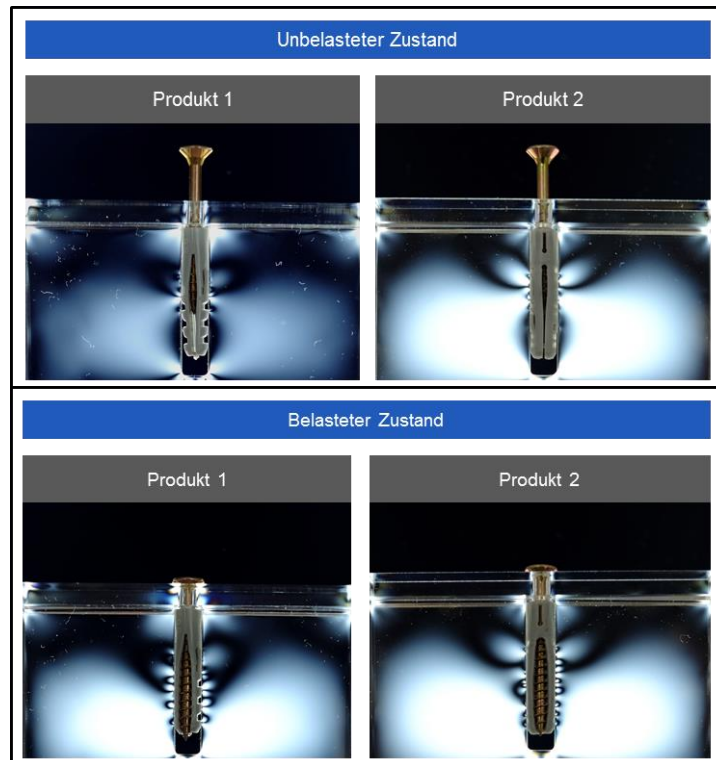 Unbelasteter Zustand
Produkt 1
Produkt 2
Belasteter Zustand
Produkt 1
Produkt 2